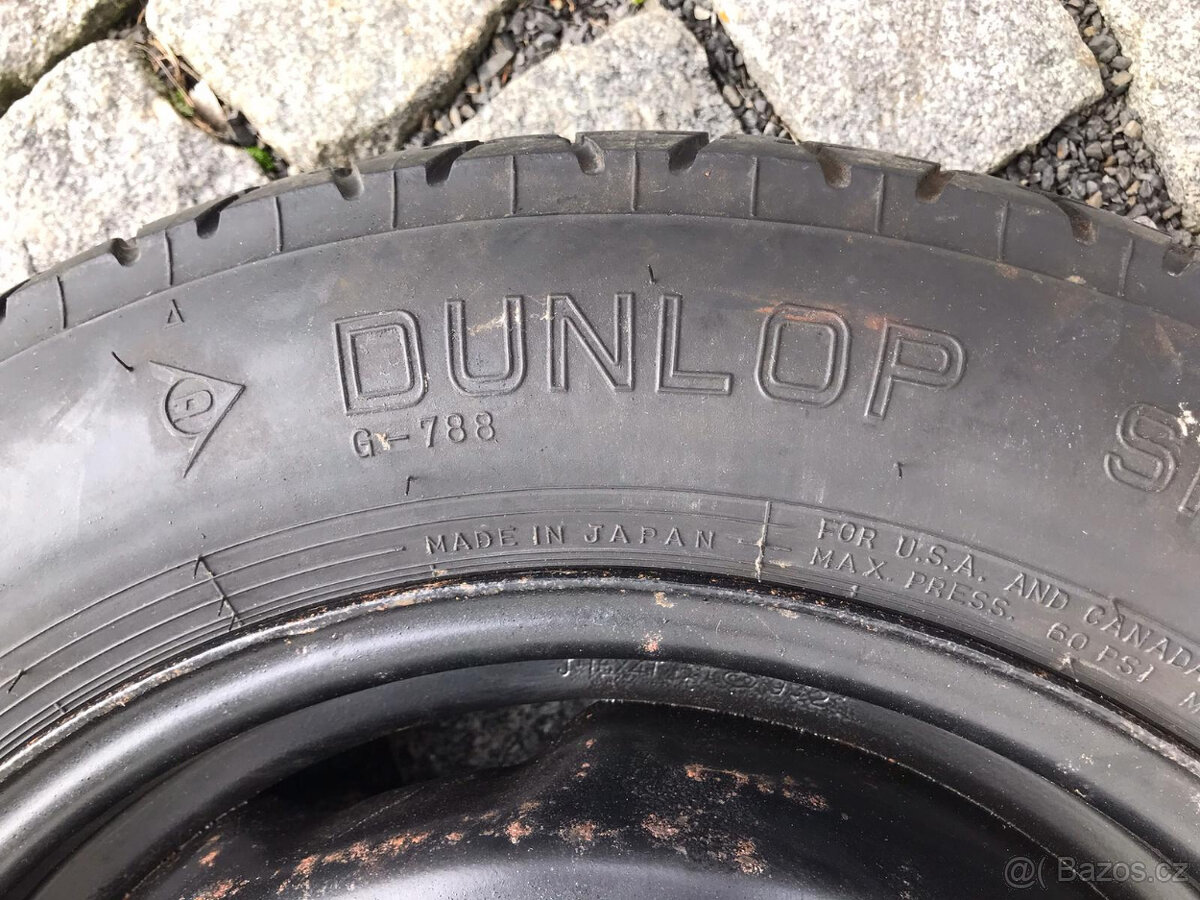 DUNLOP
G-788
MADE IN JAPAN
FOR U.S.A. AND CANADA
MAX. PRESS. 60 PSI
@( Bazos.cz